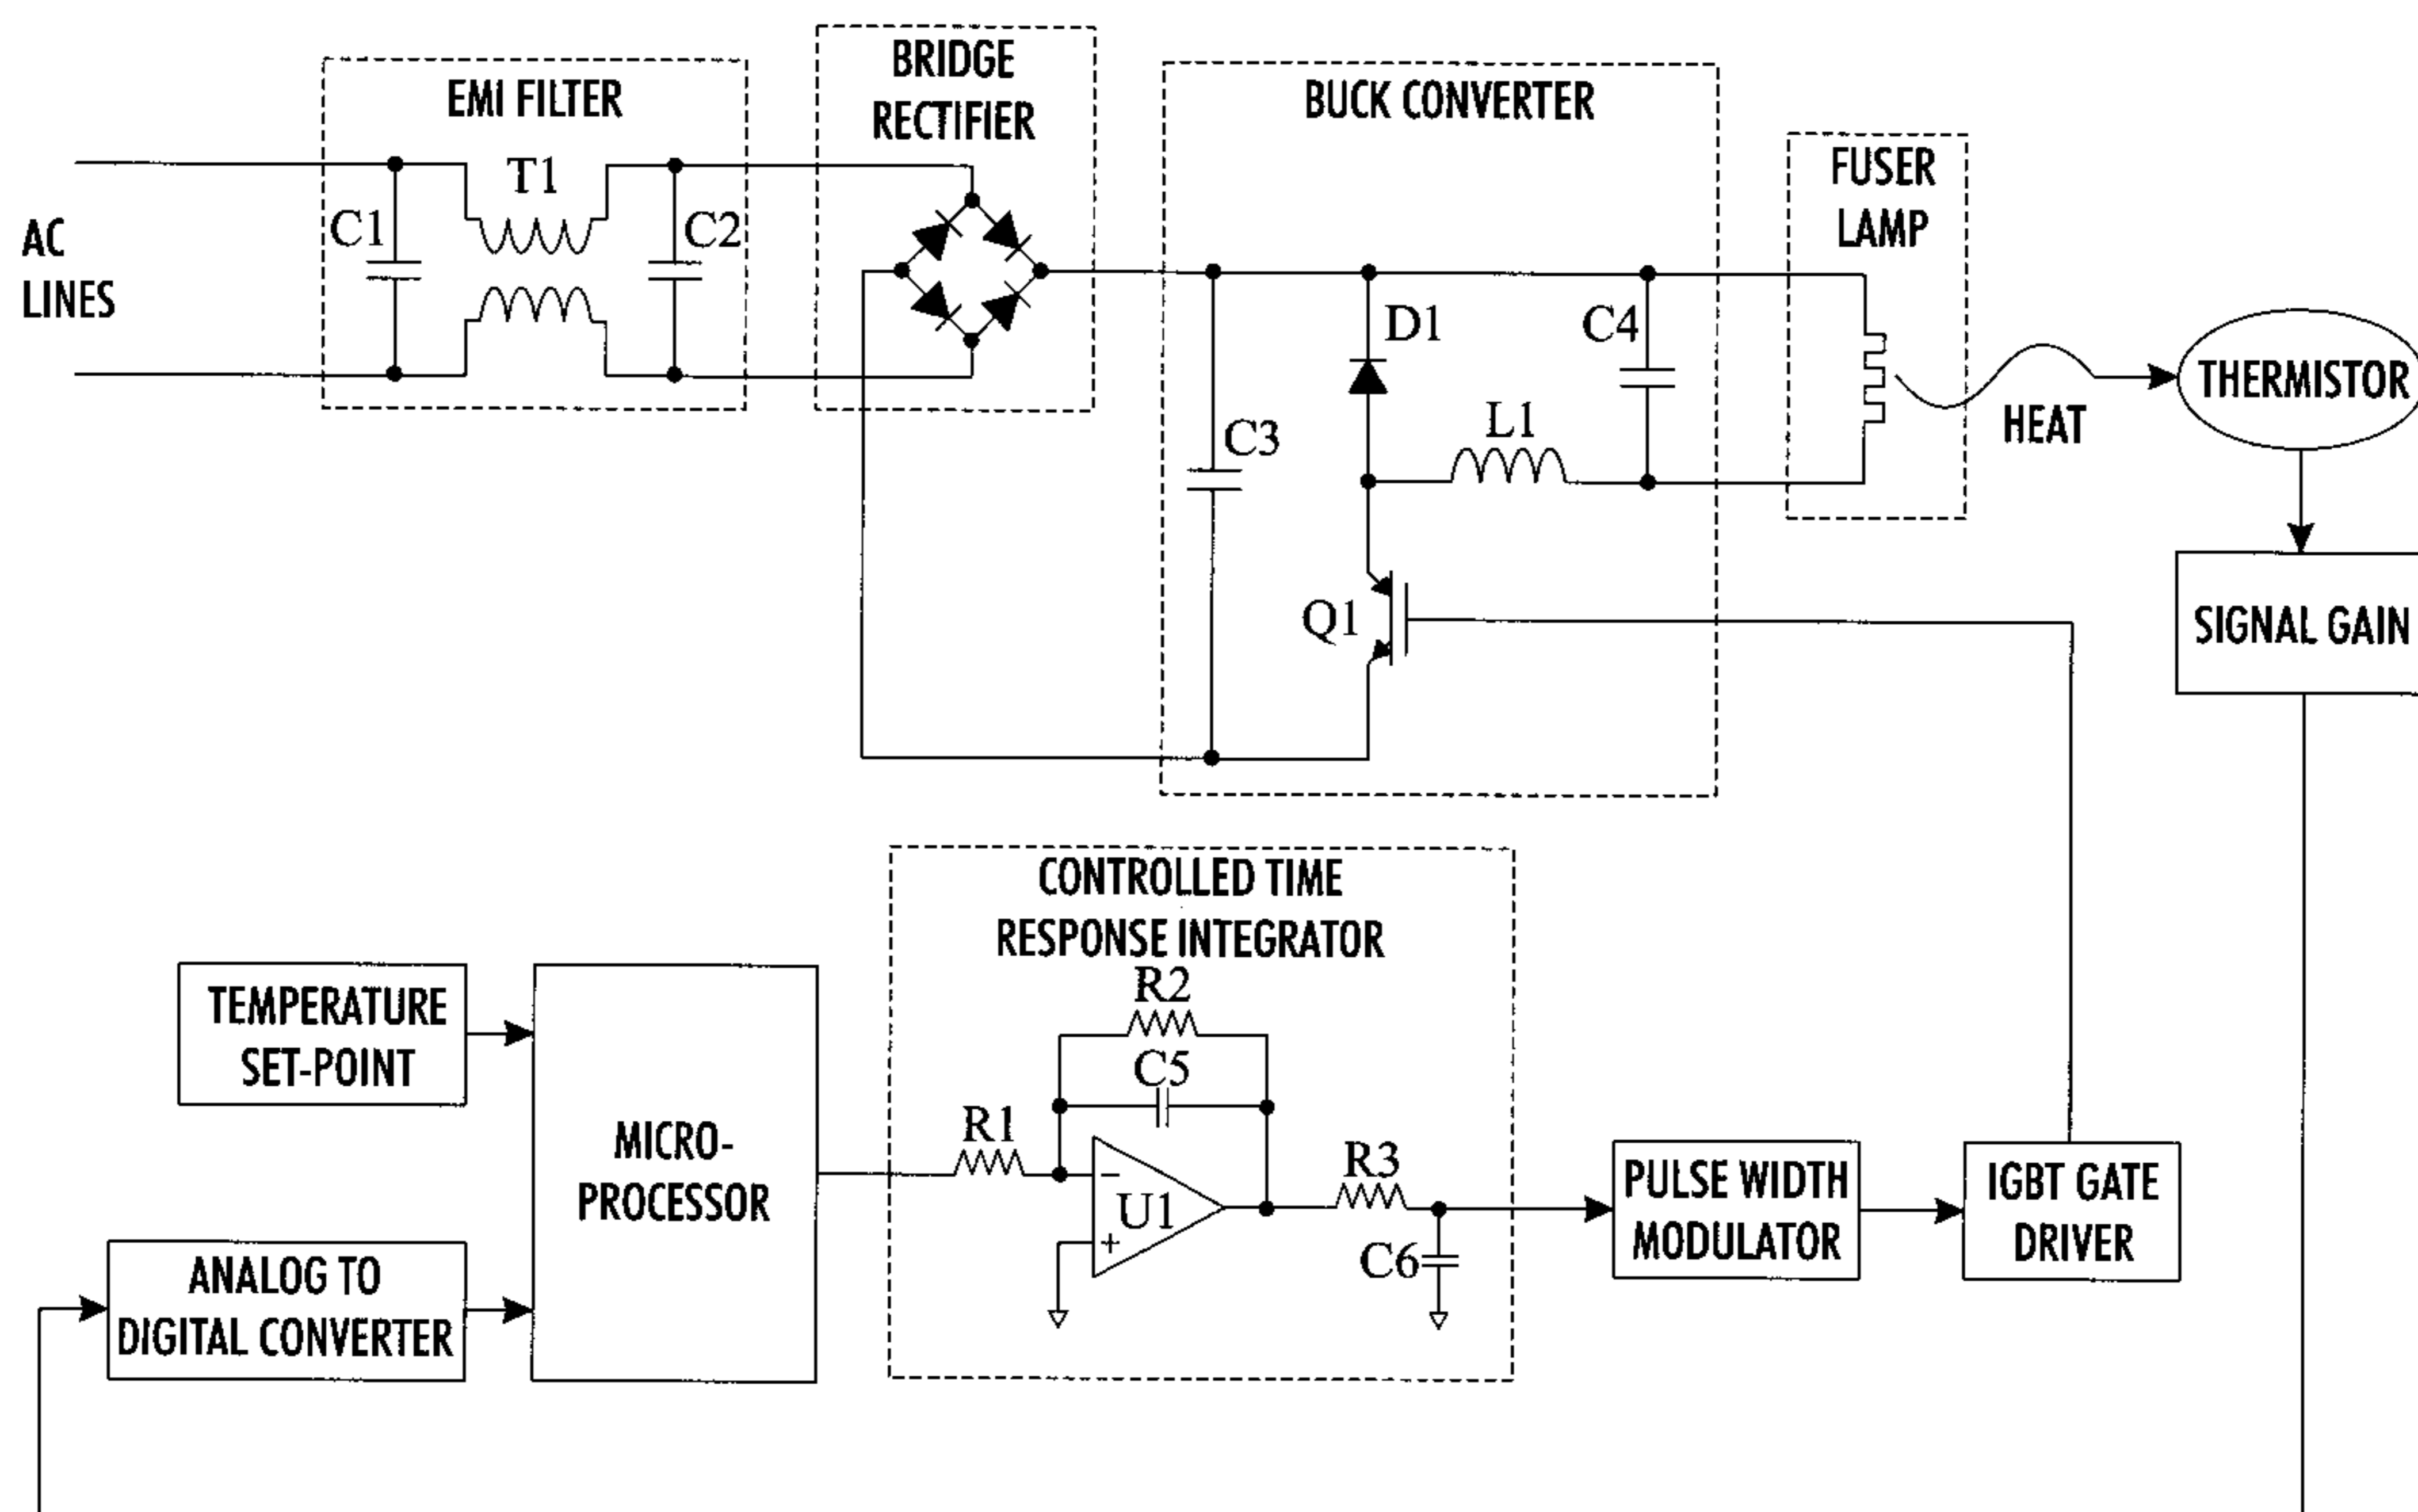 EMI FILTER
BRIDGE
RECTIFIER
BUCK CONVERTER
FUSER
LAMP
AC
LINES
C1
T1
C2
C3
D1
C4
L1
Q1
HEAT
THERMISTOR
SIGNAL GAIN
CONTROLLED TIME
RESPONSE INTEGRATOR
TEMPERATURE
SET-POINT
MICRO-
PROCESSOR
ANALOG TO
DIGITAL CONVERTER
R2
C5
R1
−
U1
+
R3
C6
PULSE WIDTH
MODULATOR
IGBT GATE
DRIVER